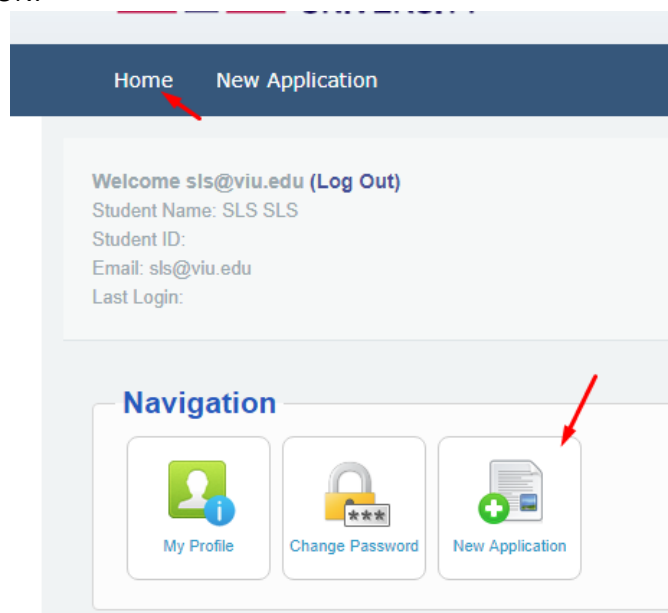 Home New Application
Welcome sls@viu.edu (Log Out)
Student Name: SLS SLS
Student ID:
Email: sls@viu.edu
Last Login:
Navigation
***
My Profile Change Password New Application